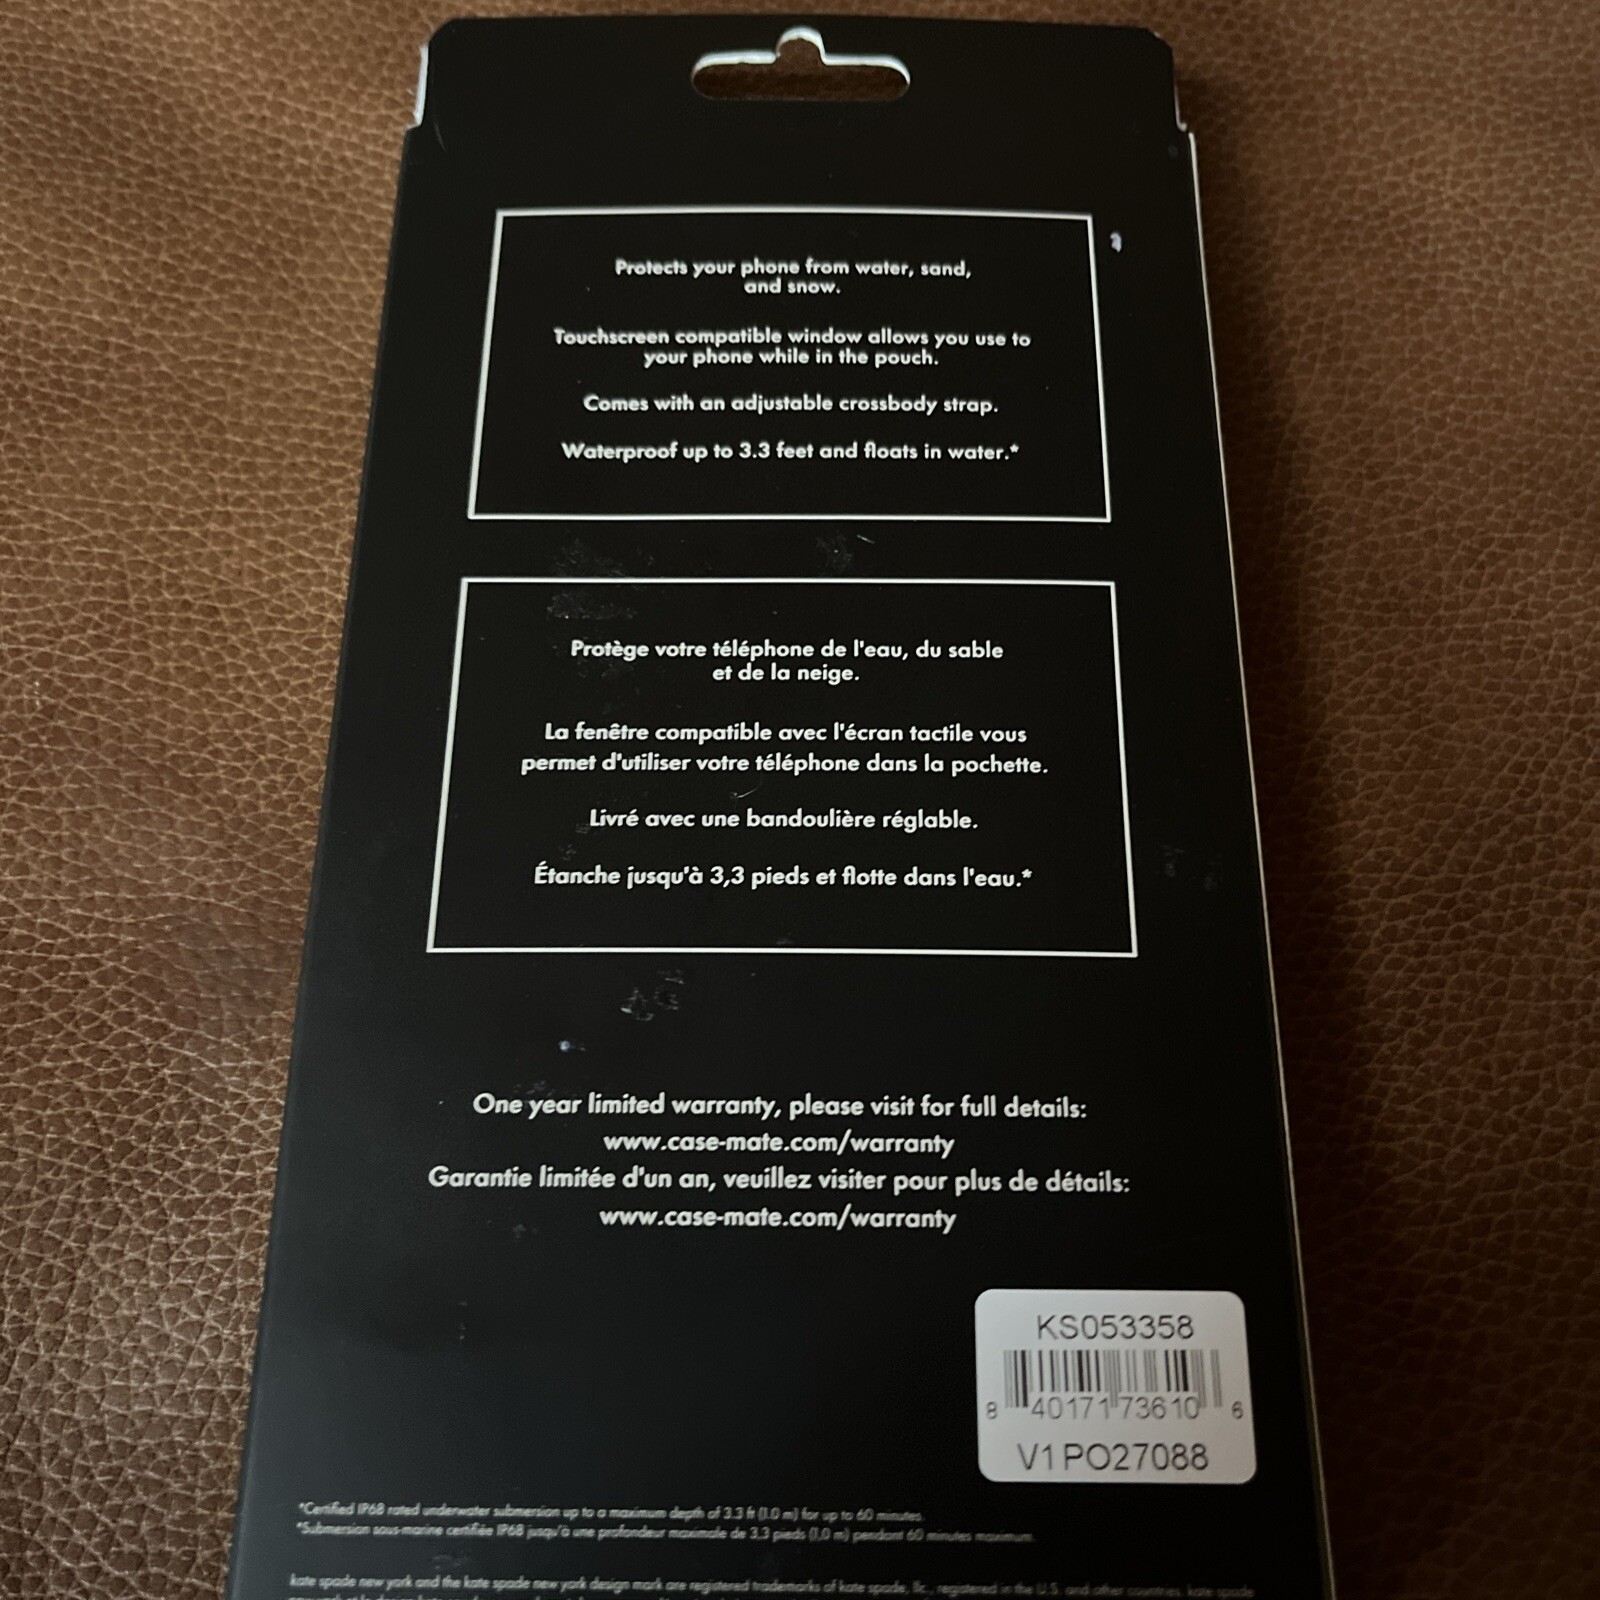 Protects your phone from water, sand,
and snow.
Touchscreen compatible window allows you use to
your phone while in the pouch.
Comes with an adjustable crossbody strap.
Waterproof up to 3.3 feet and floats in water.*
Protège votre téléphone de l'eau, du sable
et de la neige.
La fenêtre compatible avec l'écran tactile vous
permet d'utiliser votre téléphone dans la pochette.
Livré avec une bandoulière réglable.
Étanche jusqu'à 3,3 pieds et flotte dans l'eau.*
One year limited warranty, please visit for full details:
www.case-mate.com/warranty
Garantie limitée d'un an, veuillez visiter pour plus de détails:
www.case-mate.com/warranty
KS053358
8 40171 73610 6
V1 PO27088
*Certified IP68 rated underwater submersion up to a maximum depth of 3.3 ft (1.0 m) for up to 60 minutes.
*Submersion sous-marine certifiée IP68 jusqu'à une profondeur maximale de 3,3 pieds (1,0 m) pendant 60 minutes maximum.
kate spade new york and the kate spade new york design mark are registered trademarks of kate spade, llc., registered in the U.S. and other countries. kate spade